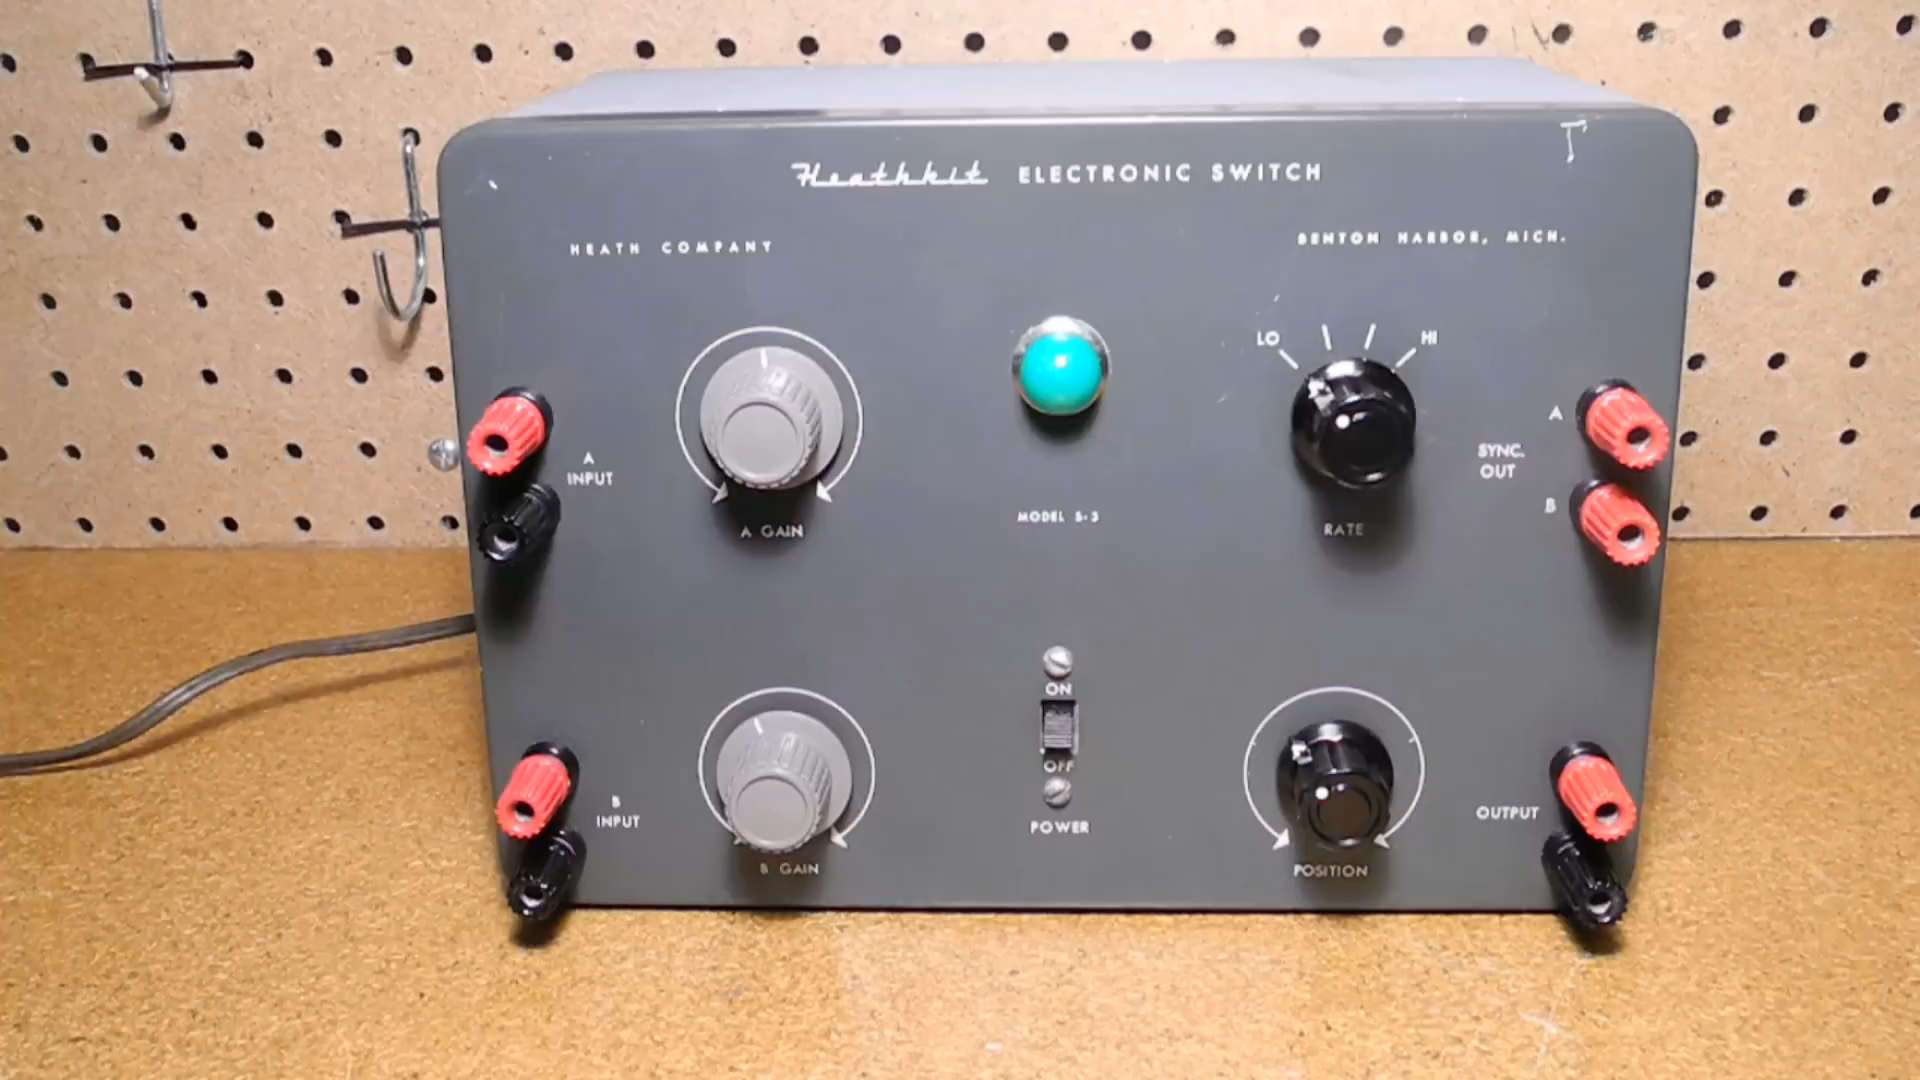 Heathkit ELECTRONIC SWITCH
HEATH COMPANY
BENTON HARBOR, MICH.
LO
HI
A
INPUT
A GAIN
MODEL S-3
RATE
A
SYNC.
OUT
B
ON
OFF
POWER
B
INPUT
B GAIN
POSITION
OUTPUT